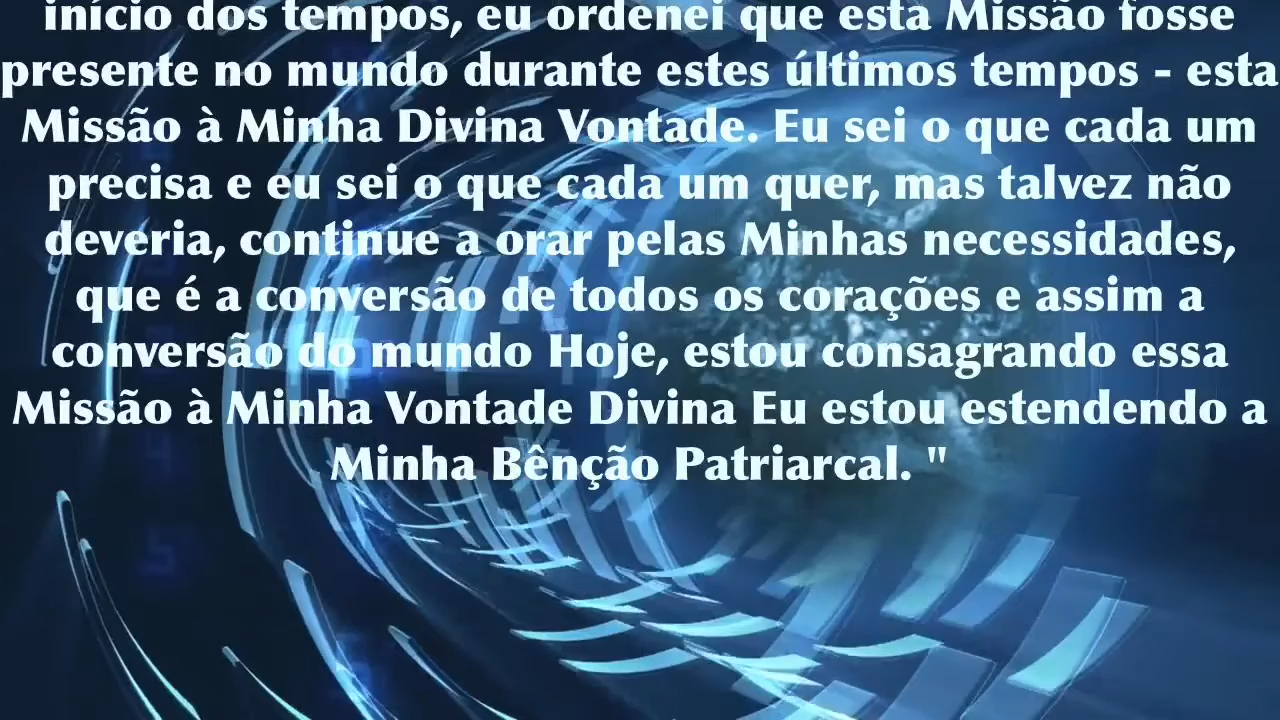 início dos tempos, eu ordenei que esta Missão fosse
presente no mundo durante estes últimos tempos - esta
Missão à Minha Divina Vontade. Eu sei o que cada um
precisa e eu sei o que cada um quer, mas talvez não
deveria, continue a orar pelas Minhas necessidades,
que é a conversão de todos os corações e assim a
conversão do mundo Hoje, estou consagrando essa
Missão à Minha Vontade Divina Eu estou estendendo a
Minha Bênção Patriarcal. "